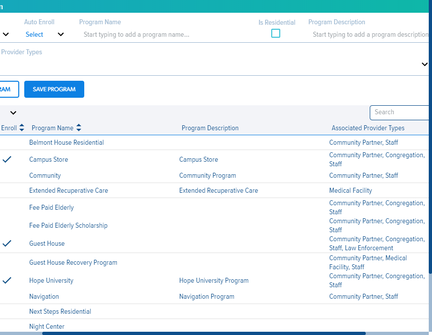 n
Auto Enroll Program Name Is Residential Program Description
Select Start typing to add a program name... Start typing to add a program description
Provider Types
RAM SAVE PROGRAM
Search
Enroll Program Name Program Description Associated Provider Types
Belmont House Residential Community Partner, Staff
Campus Store Campus Store Community Partner, Congregation,
Staff
Community Community Program Community Partner, Staff
Extended Recuperative Care Extended Recuperative Care Medical Facility
Fee Paid Elderly Community Partner, Congregation,
Staff
Fee Paid Elderly Scholarship Community Partner, Congregation,
Staff
Guest House Community Partner, Congregation,
Staff, Law Enforcement
Guest House Recovery Program Community Partner, Medical
Facility, Staff
Hope University Hope University Program Community Partner, Congregation,
Staff
Navigation Navigation Program Community Partner, Staff
Next Steps Residential
Night Center